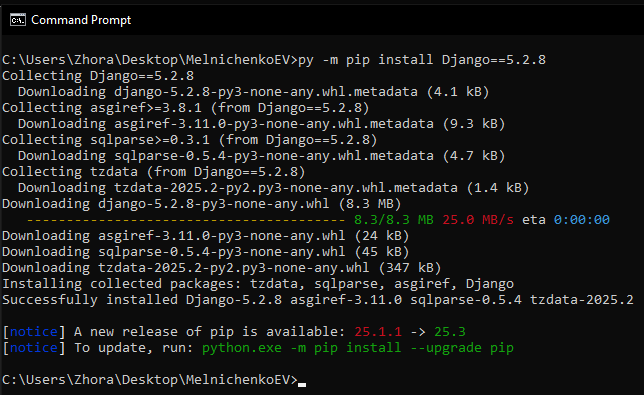 Command Prompt
C:\Users\Zhora\Desktop\MelnichenkoEV>py -m pip install Django==5.2.8
Collecting Django==5.2.8
  Downloading django-5.2.8-py3-none-any.whl.metadata (4.1 kB)
Collecting asgiref>=3.8.1 (from Django==5.2.8)
  Downloading asgiref-3.11.0-py3-none-any.whl.metadata (9.3 kB)
Collecting sqlparse>=0.3.1 (from Django==5.2.8)
  Downloading sqlparse-0.5.4-py3-none-any.whl.metadata (4.7 kB)
Collecting tzdata (from Django==5.2.8)
  Downloading tzdata-2025.2-py2.py3-none-any.whl.metadata (1.4 kB)
Downloading django-5.2.8-py3-none-any.whl (8.3 MB)
   ---------------------------------------- 8.3/8.3 MB 25.0 MB/s eta 0:00:00
Downloading asgiref-3.11.0-py3-none-any.whl (24 kB)
Downloading sqlparse-0.5.4-py3-none-any.whl (45 kB)
Downloading tzdata-2025.2-py2.py3-none-any.whl (347 kB)
Installing collected packages: tzdata, sqlparse, asgiref, Django
Successfully installed Django-5.2.8 asgiref-3.11.0 sqlparse-0.5.4 tzdata-2025.2
[notice] A new release of pip is available: 25.1.1 -> 25.3
[notice] To update, run: python.exe -m pip install --upgrade pip
C:\Users\Zhora\Desktop\MelnichenkoEV>